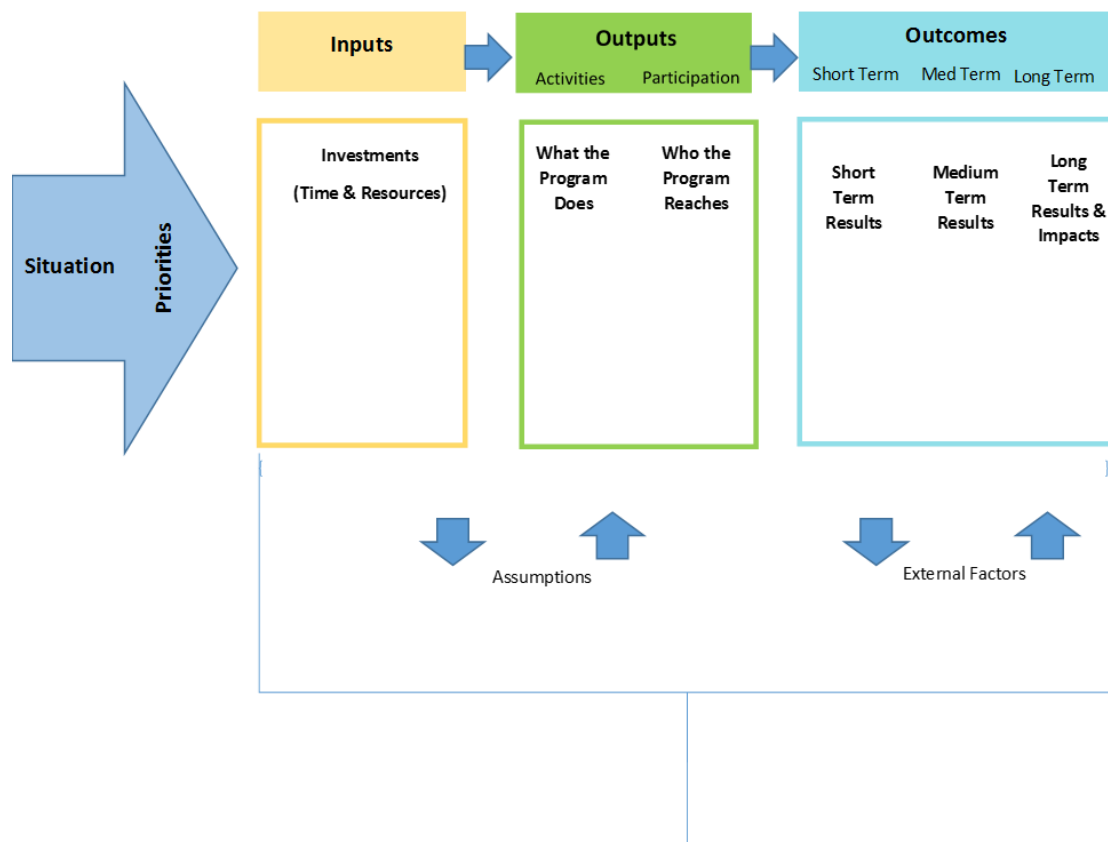 Situation
Priorities
Inputs
Outputs
Activities Participation
Outcomes
Short Term Med Term Long Term
Investments
(Time & Resources)
What the
Program
Does
Who the
Program
Reaches
Short
Term
Results
Medium
Term
Results
Long
Term
Results &
Impacts
Assumptions
External Factors